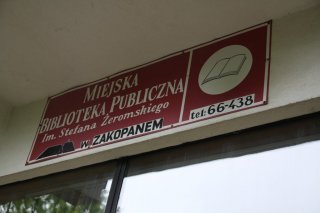 MIEJSKA
BIBLIOTEKA PUBLICZNA
im. Stefana Żeromskiego
w ZAKOPANEM
tel: 66-438